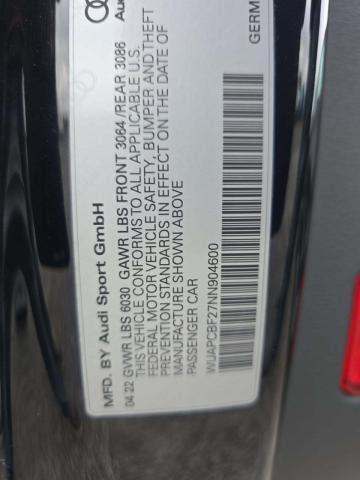 Aud
GERM
MFD. BY Audi Sport GmbH
04 22 GVWR LBS 6030 GAWR LBS FRONT 3064 /REAR 3086
THIS VEHICLE CONFORMS TO ALL APPLICABLE U.S.
FEDERAL MOTOR VEHICLE SAFETY, BUMPER AND THEFT
PREVENTION STANDARDS IN EFFECT ON THE DATE OF
MANUFACTURE SHOWN ABOVE
PASSENGER CAR
WUAPCBF27NN904600